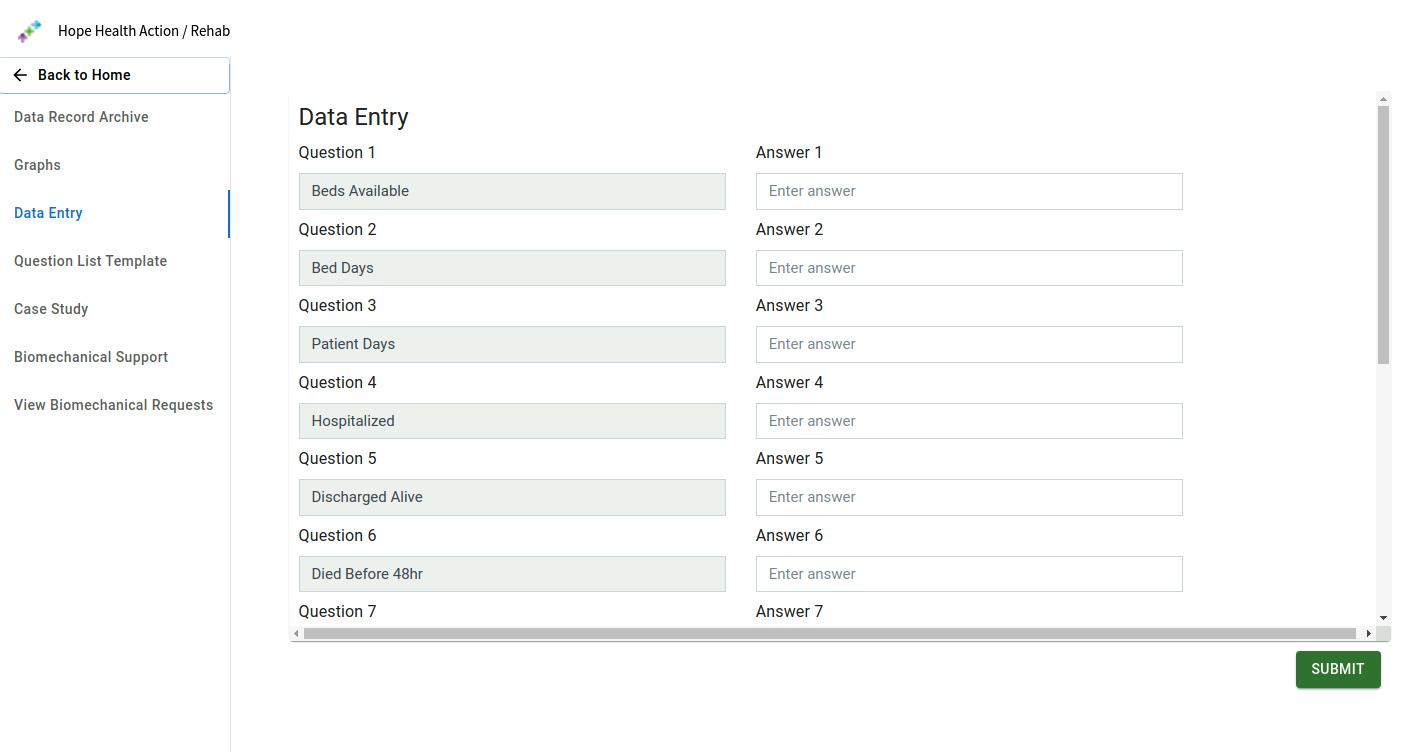 Hope Health Action / Rehab
Back to Home
Data Record Archive
Graphs
Data Entry
Question List Template
Case Study
Biomechanical Support
View Biomechanical Requests
Data Entry
Question 1
Answer 1
Beds Available
Enter answer
Question 2
Answer 2
Bed Days
Enter answer
Question 3
Answer 3
Patient Days
Enter answer
Question 4
Answer 4
Hospitalized
Enter answer
Question 5
Answer 5
Discharged Alive
Enter answer
Question 6
Answer 6
Died Before 48hr
Enter answer
Question 7
Answer 7
SUBMIT